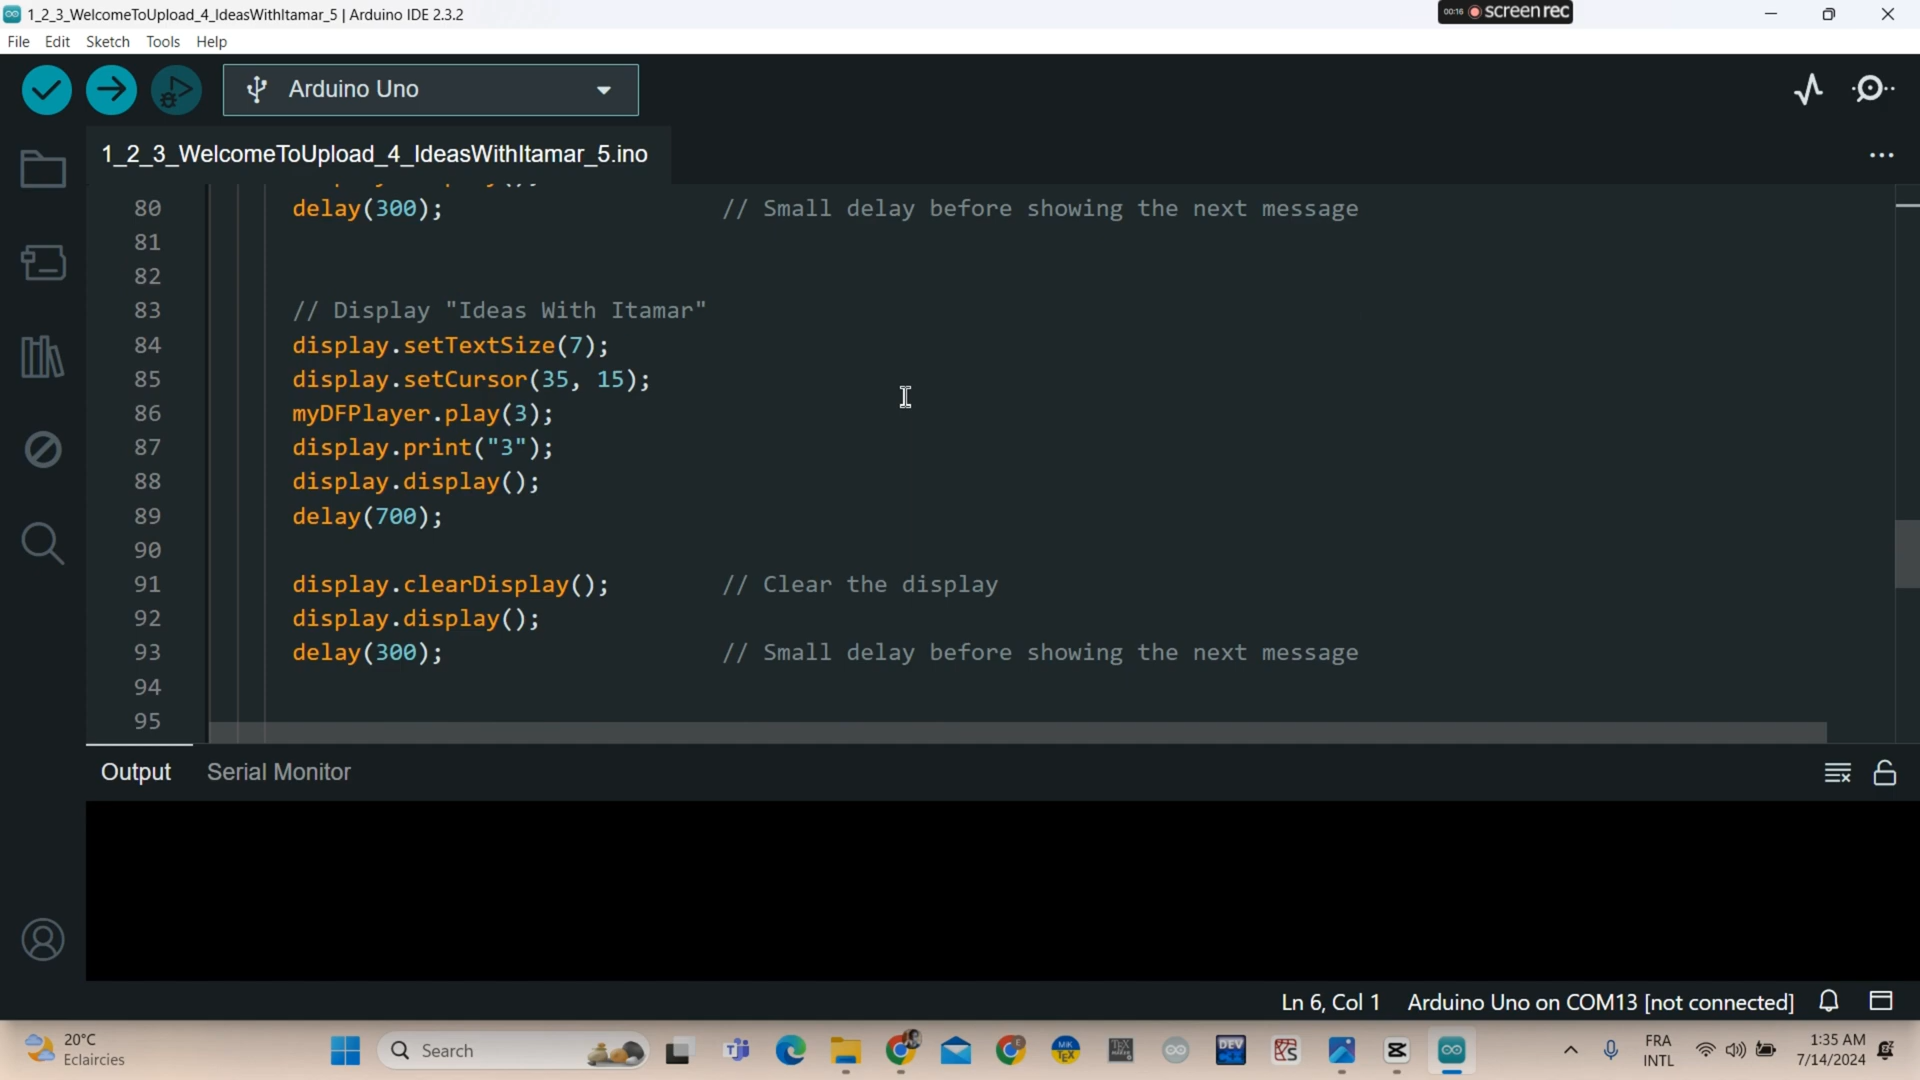 1_2_3_WelcomeToUpload_4_IdeasWithItamar_5 | Arduino IDE 2.3.2
00:16 screen rec
File Edit Sketch Tools Help
Arduino Uno
1_2_3_WelcomeToUpload_4_IdeasWithItamar_5.ino
80 delay(300); // Small delay before showing the next message
81
82
83 // Display "Ideas With Itamar"
84 display.setTextSize(7);
85 display.setCursor(35, 15);
86 myDFPlayer.play(3);
87 display.print("3");
88 display.display();
89 delay(700);
90
91 display.clearDisplay(); // Clear the display
92 display.display();
93 delay(300); // Small delay before showing the next message
94
95
Output Serial Monitor
Ln 6, Col 1 Arduino Uno on COM13 [not connected]
20°C
Eclaircies
Search
DEV
FRA
INTL
1:35 AM
7/14/2024